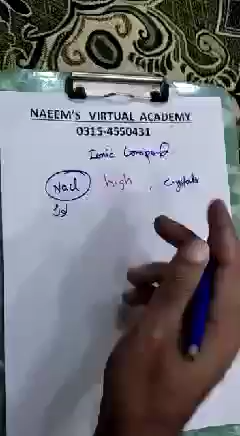 NAEEM'S VIRTUAL ACADEMY
0315-4550431
Ionic Compound
Nacl high , crystals